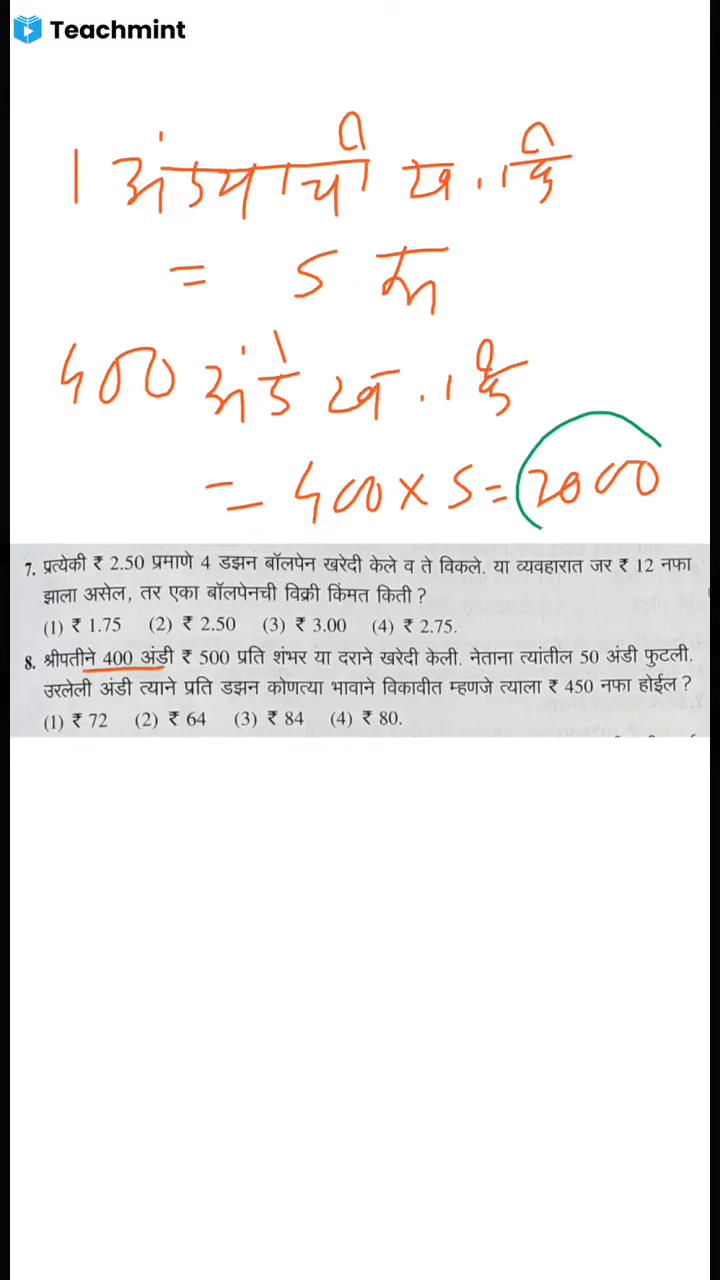 Teachmint
1 अंड्याची ख. किं
= 5 रू
400 अंडे ख. किं
= 400 × 5 = 2000
7. प्रत्येकी ₹ 2.50 प्रमाणे 4 डझन बॉलपेन खरेदी केले व ते विकले. या व्यवहारात जर ₹ 12 नफा
झाला असेल, तर एका बॉलपेनची विक्री किंमत किती ?
(1) ₹ 1.75 (2) ₹ 2.50 (3) ₹ 3.00 (4) ₹ 2.75.
8. श्रीपतीने 400 अंडी ₹ 500 प्रति शंभर या दराने खरेदी केली. नेताना त्यांतील 50 अंडी फुटली.
उरलेली अंडी त्याने प्रति डझन कोणत्या भावाने विकावीत म्हणजे त्याला ₹ 450 नफा होईल ?
(1) ₹ 72 (2) ₹ 64 (3) ₹ 84 (4) ₹ 80.